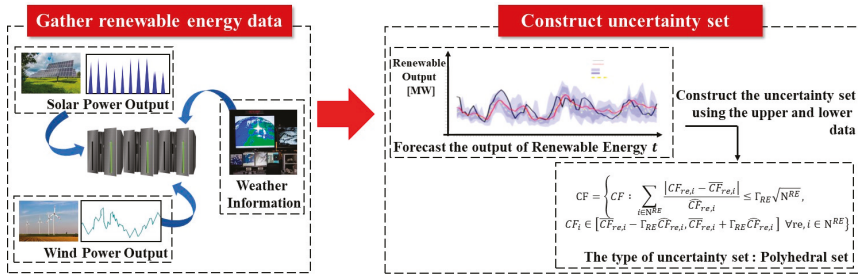 Gather renewable energy data
Solar Power Output
Weather
Information
Wind Power Output
Construct uncertainty set
Renewable
Output
[MW]
Forecast the output of Renewable Energy t
Construct the uncertainty set
using the upper and lower
data
CF = {CF : ∑_{i∈N^{RE}} |CF_{re,i} − \overline{CF}_{re,i}| / \widehat{CF}_{re,i} ≤ Γ_{RE}√N^{RE},
CF_i ∈ [\overline{CF}_{re,i} − Γ_{RE}\widehat{CF}_{re,i}, \overline{CF}_{re,i} + Γ_{RE}\widehat{CF}_{re,i}] ∀re, i ∈ N^{RE}}
The type of uncertainty set : Polyhedral set